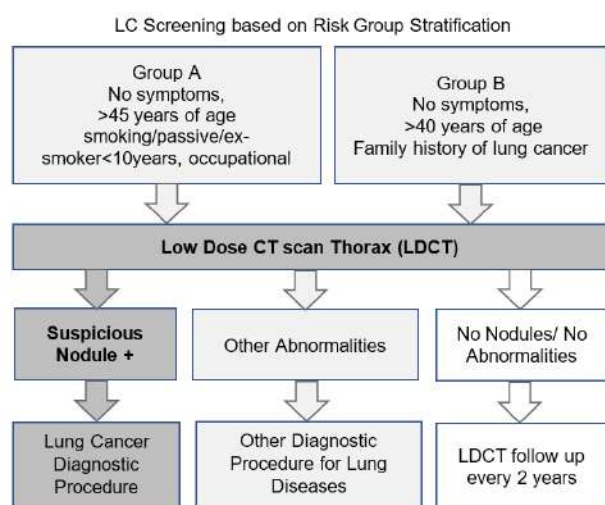 LC Screening based on Risk Group Stratification
Group A
No symptoms,
>45 years of age
smoking/passive/ex-
smoker<10years, occupational
Group B
No symptoms,
>40 years of age
Family history of lung cancer
Low Dose CT scan Thorax (LDCT)
Suspicious
Nodule +
Other Abnormalities
No Nodules/ No
Abnormalities
Lung Cancer
Diagnostic
Procedure
Other Diagnostic
Procedure for Lung
Diseases
LDCT follow up
every 2 years